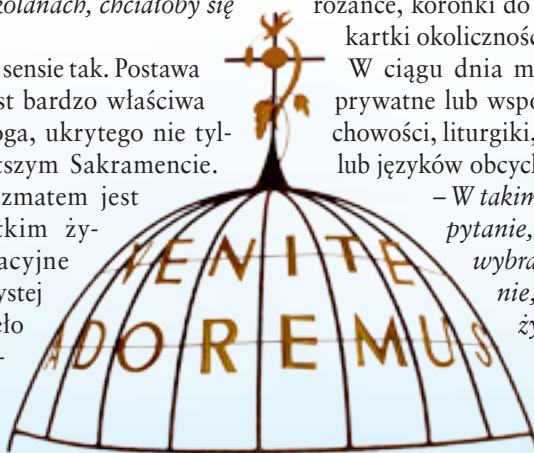 kolanach, chciałoby się
sensie tak. Postawa
st bardzo właściwa
oga, ukrytego nie tyl-
tszym Sakramencie.
zmatem jest
tkim ży-
acyjne
ystej
eło
-
VENITE
ADOREMUS
różańce, koronki do
kartki okolicznoś
W ciągu dnia m
prywatne lub wspó
chowości, liturgiki,
lub języków obcych
– W takim
pytanie,
wybra
nie,
ży